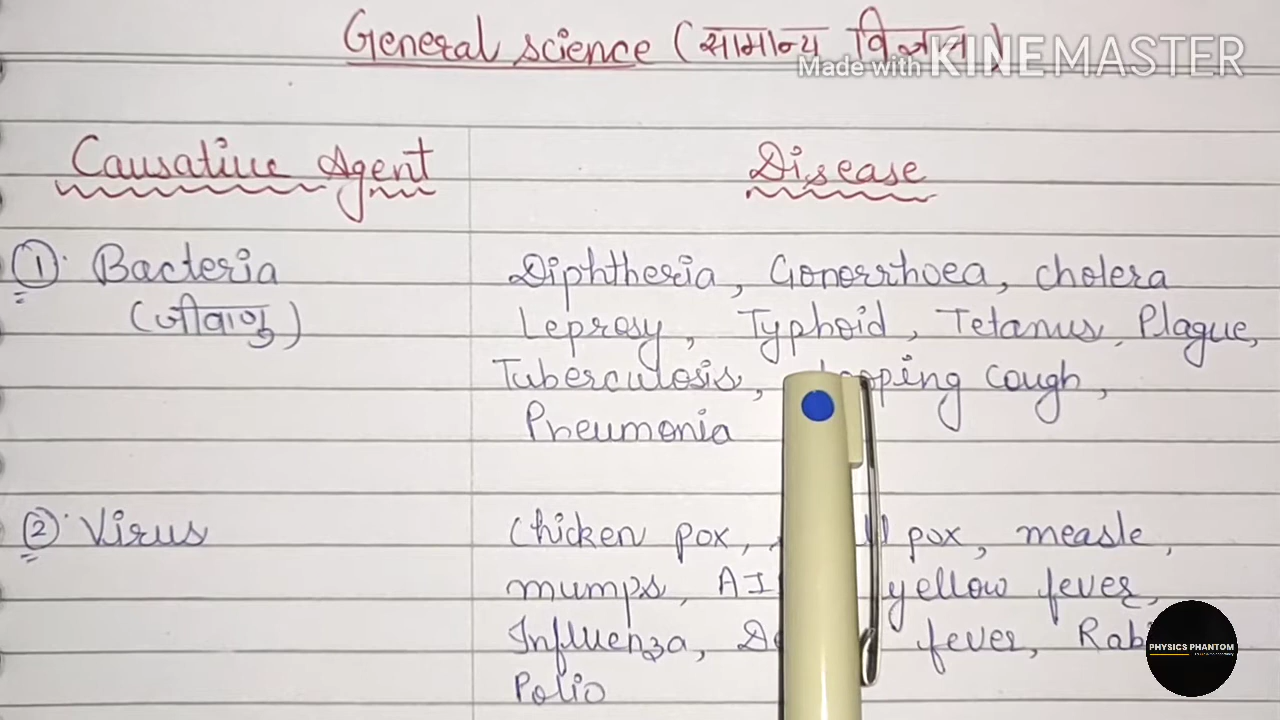 General science (सामान्य विज्ञान)
Made with KINEMASTER
Causative Agent
Disease
① Bacteria
(जीवाणु)
Diphtheria, Gonorrhoea, cholera
Leprosy, Typhoid, Tetanus, Plague,
Tuberculosis, cough,
Pneumonia
② Virus
Chicken pox, pox, measle,
mumps, yellow fever,
Influenza, fever,
Polio
PHYSICS PHANTOM